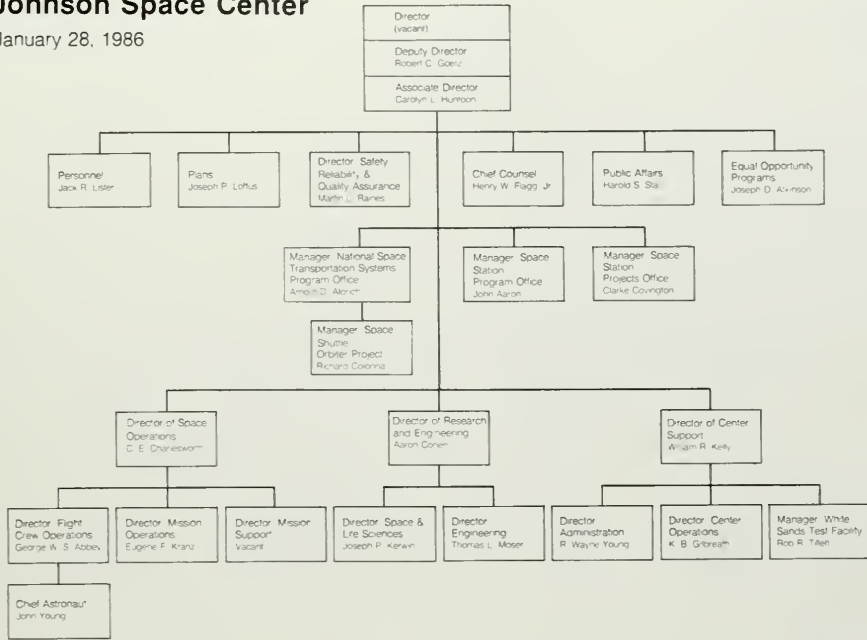 Johnson Space Center
January 28, 1986
Director
(vacant)
Deputy Director
Robert C. Goetz
Associate Director
Carolyn L. Huntoon
Personnel
Jack R. Lister
Plans
Joseph P. Loftus
Director Safety
Reliability, &
Quality Assurance
Martin L. Raines
Chief Counsel
Henry W. Flagg Jr
Public Affairs
Harold S. Stall
Equal Opportunity
Programs
Joseph D. Atkinson
Manager National Space
Transportation Systems
Program Office
Arnold D. Aldrich
Manager Space
Station
Program Office
John Aaron
Manager Space
Station
Projects Office
Clarke Covington
Manager Space
Shuttle
Orbiter Project
Richard Colonna
Director of Space
Operations
C. E. Charlesworth
Director of Research
and Engineering
Aaron Cohen
Director of Center
Support
William R. Kelly
Director Flight
Crew Operations
George W. S. Abbey
Director Mission
Operations
Eugene F. Kranz
Director Mission
Support
Vacant
Director Space &
Life Sciences
Joseph P. Kerwin
Director
Engineering
Thomas L. Moser
Director
Administration
R. Wayne Young
Director Center
Operations
K. B. Gilbreath
Manager White
Sands Test Facility
Rob R. Tillett
Chief Astronaut
John Young